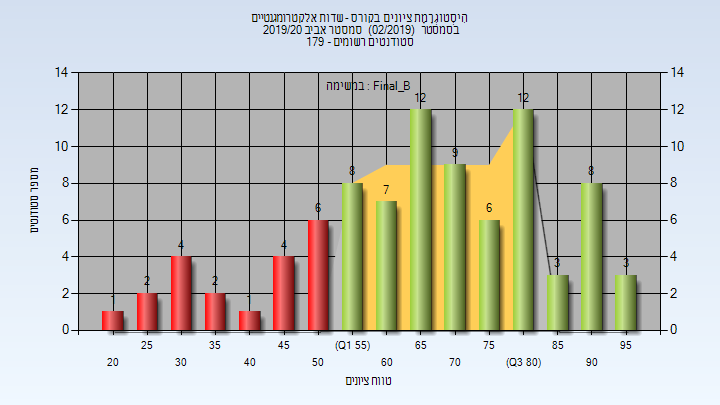 היסטוגרמת ציונים בקורס - שדות אלקטרומגנטיים
בסמסטר (02/2019) סמסטר אביב 2019/20
סטודנטים רשומים - 179
במשימה : Final_B
מספר סטודנטים
14 14
12 12
10 10
8 8
6 6
4 4
2 2
0 0
1 2 4 2 1 4 6 8 7 12 9 6 12 3 8 3
25 35 45 (Q1 55) 65 75 85 95
20 30 40 50 60 70 (Q3 80) 90
טווח ציונים